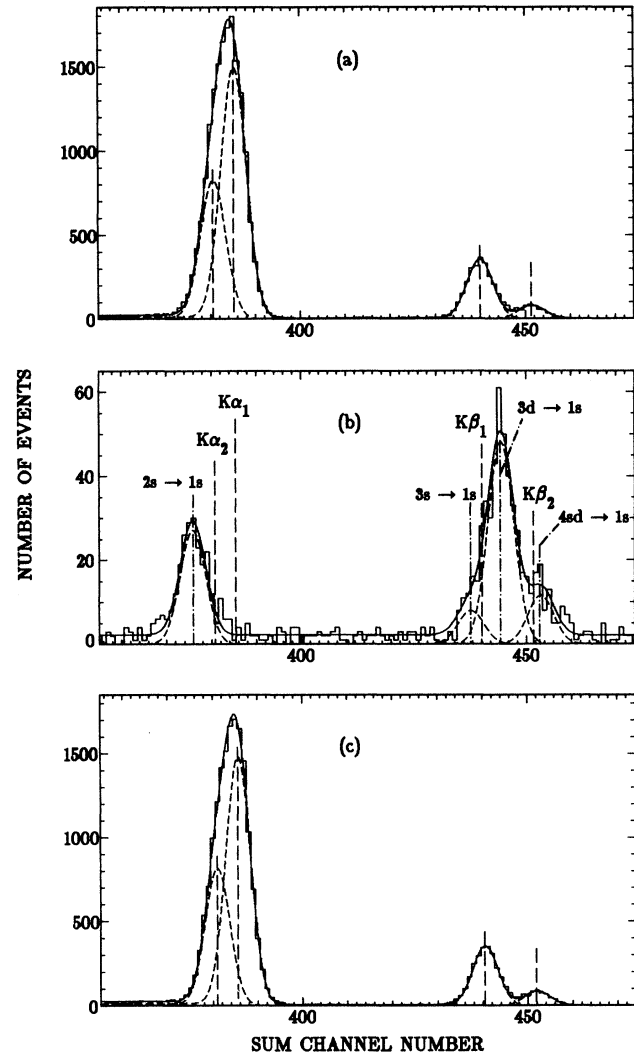 (a)
1500
1000
500
0
400
450
NUMBER OF EVENTS
(b)
60
40
20
0
2s → 1s
Kα2
Kα1
3s → 1s
Kβ1
3d → 1s
Kβ2
4sd → 1s
400
450
(c)
1500
1000
500
0
400
450
SUM CHANNEL NUMBER